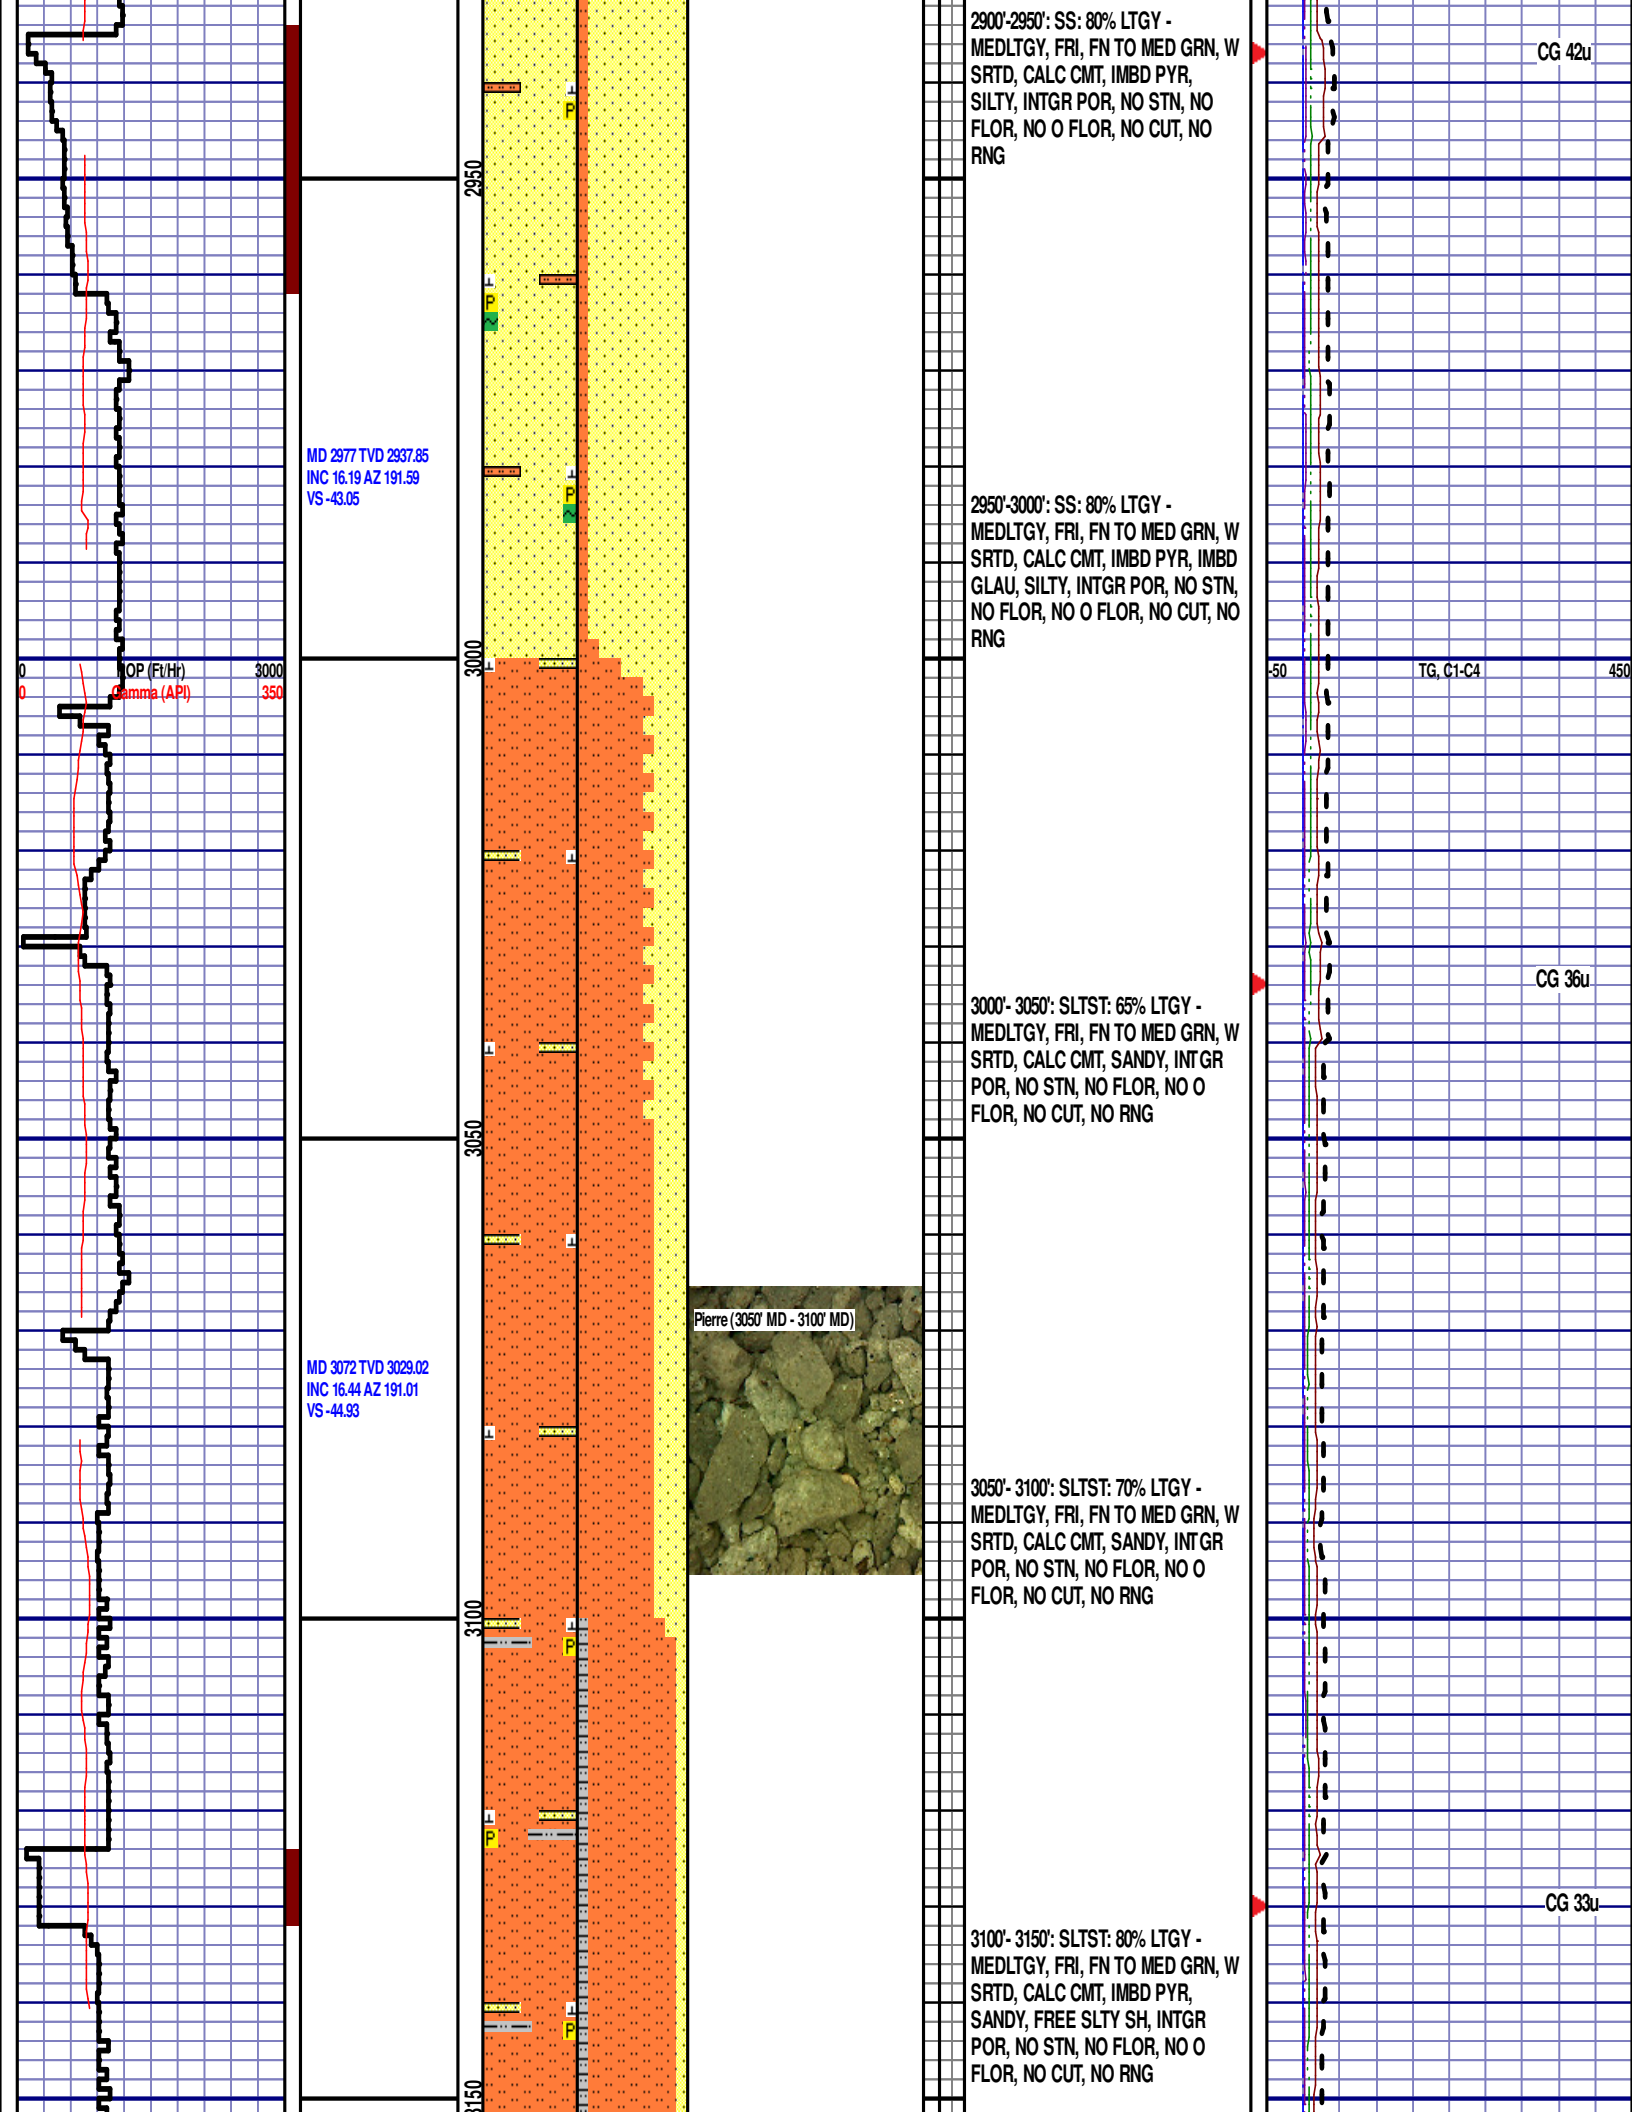 2900'-2950': SS: 80% LTGY -
MEDLTGY, FRI, FN TO MED GRN, W
SRTD, CALC CMT, IMBD PYR,
SILTY, INTGR POR, NO STN, NO
FLOR, NO O FLOR, NO CUT, NO
RNG
CG 42u
P
2950
P
MD 2977 TVD 2937.85
INC 16.19 AZ 191.59
VS -43.05
P
2950'-3000': SS: 80% LTGY -
MEDLTGY, FRI, FN TO MED GRN, W
SRTD, CALC CMT, IMBD PYR, IMBD
GLAU, SILTY, INTGR POR, NO STN,
NO FLOR, NO O FLOR, NO CUT, NO
RNG
3000
0 OP (Ft/Hr) 3000
0 Gamma (API) 350
-50 TG, C1-C4 450
CG 36u
3000'- 3050': SLTST: 65% LTGY -
MEDLTGY, FRI, FN TO MED GRN, W
SRTD, CALC CMT, SANDY, INTGR
POR, NO STN, NO FLOR, NO O
FLOR, NO CUT, NO RNG
3050
Pierre (3050' MD - 3100' MD)
MD 3072 TVD 3029.02
INC 16.44 AZ 191.01
VS -44.93
3050'- 3100': SLTST: 70% LTGY -
MEDLTGY, FRI, FN TO MED GRN, W
SRTD, CALC CMT, SANDY, INTGR
POR, NO STN, NO FLOR, NO O
FLOR, NO CUT, NO RNG
3100
P
P
CG 33u
3100'- 3150': SLTST: 80% LTGY -
MEDLTGY, FRI, FN TO MED GRN, W
SRTD, CALC CMT, IMBD PYR,
SANDY, FREE SLTY SH, INTGR
POR, NO STN, NO FLOR, NO O
FLOR, NO CUT, NO RNG
P
3150